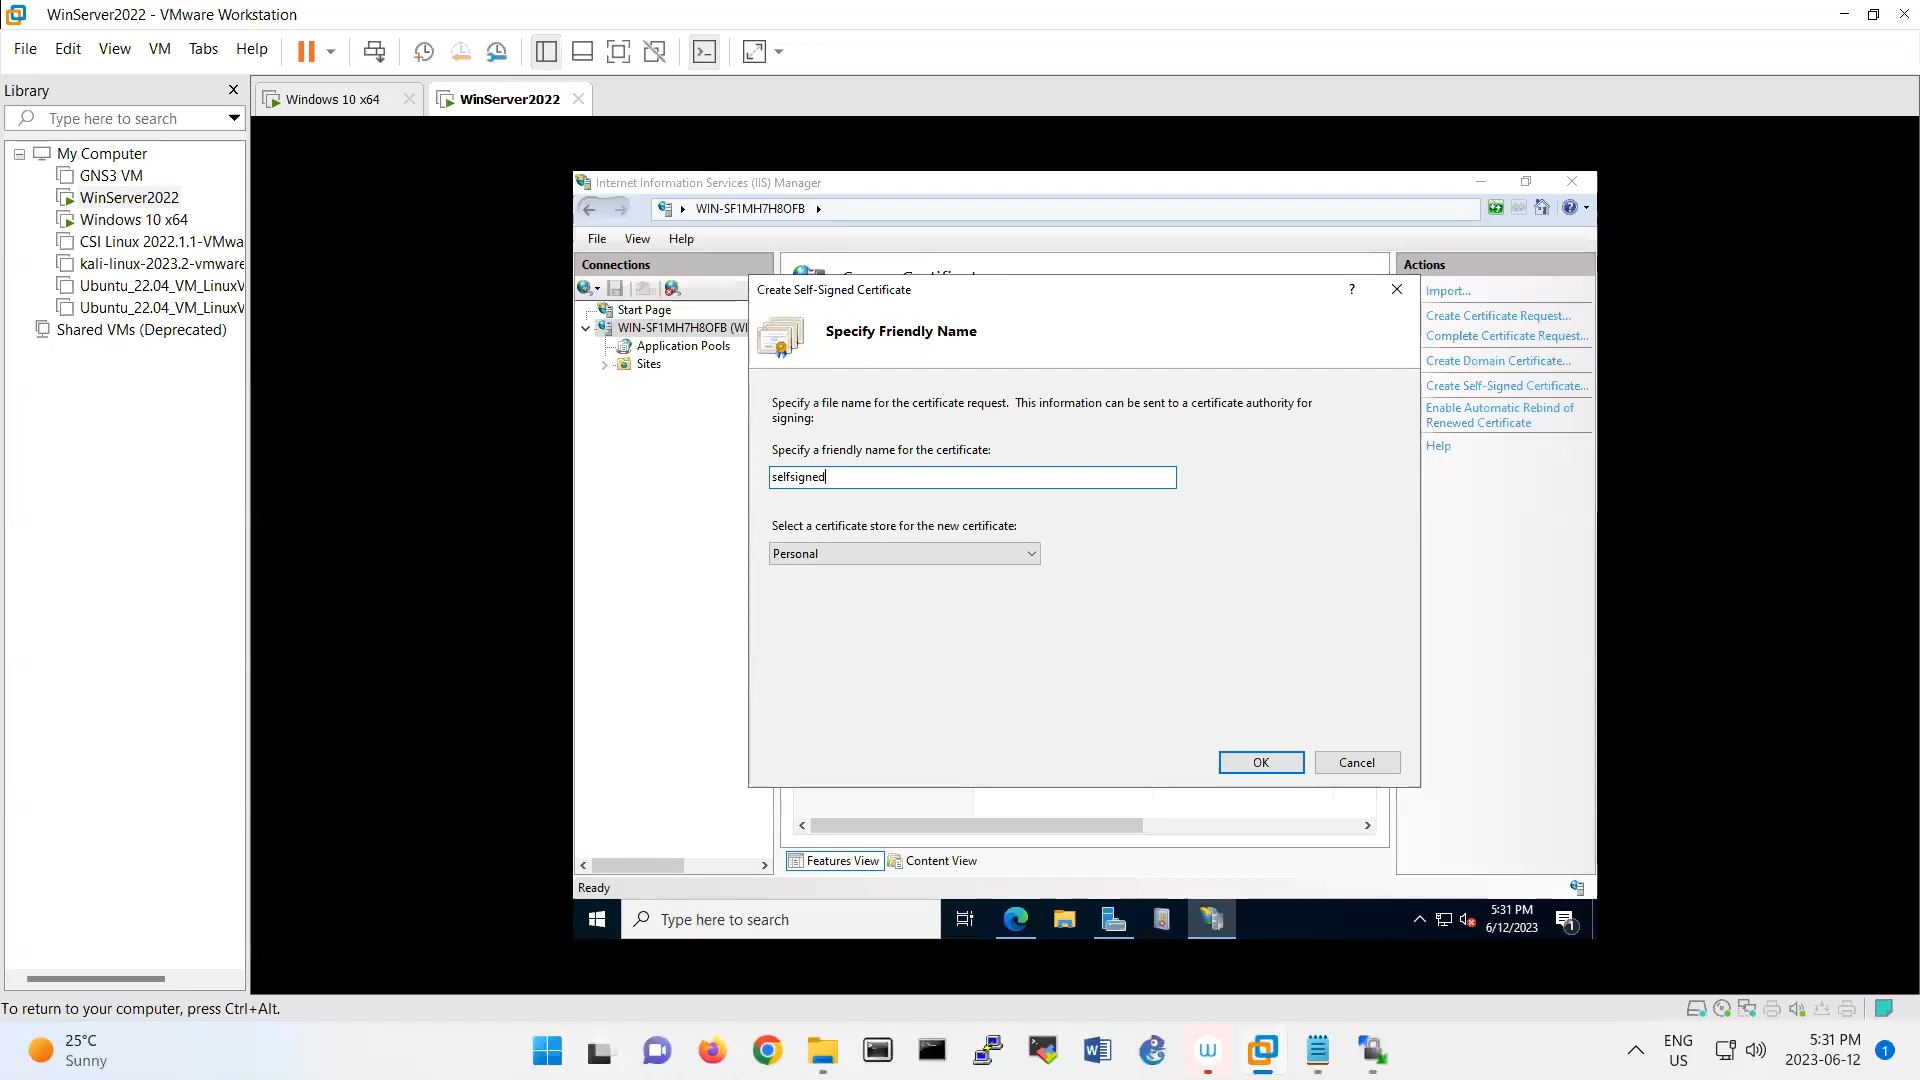 WinServer2022 - VMware Workstation
File Edit View VM Tabs Help
Library
Type here to search
My Computer
GNS3 VM
WinServer2022
Windows 10 x64
CSI Linux 2022.1.1-VMwa
kali-linux-2023.2-vmware
Ubuntu_22.04_VM_LinuxV
Ubuntu_22.04_VM_LinuxV
Shared VMs (Deprecated)
Windows 10 x64
WinServer2022
Internet Information Services (IIS) Manager
WIN-SF1MH7H8OFB
File View Help
Connections
Start Page
WIN-SF1MH7H8OFB (WI
Application Pools
Sites
Create Self-Signed Certificate
?
Specify Friendly Name
Specify a file name for the certificate request. This information can be sent to a certificate authority for
signing:
Specify a friendly name for the certificate:
selfsigned
Select a certificate store for the new certificate:
Personal
OK Cancel
Actions
Import...
Create Certificate Request...
Complete Certificate Request...
Create Domain Certificate...
Create Self-Signed Certificate...
Enable Automatic Rebind of
Renewed Certificate
Help
Features View Content View
Ready
Type here to search
5:31 PM
6/12/2023
1
To return to your computer, press Ctrl+Alt.
25°C
Sunny
ENG
US
5:31 PM
2023-06-12
1